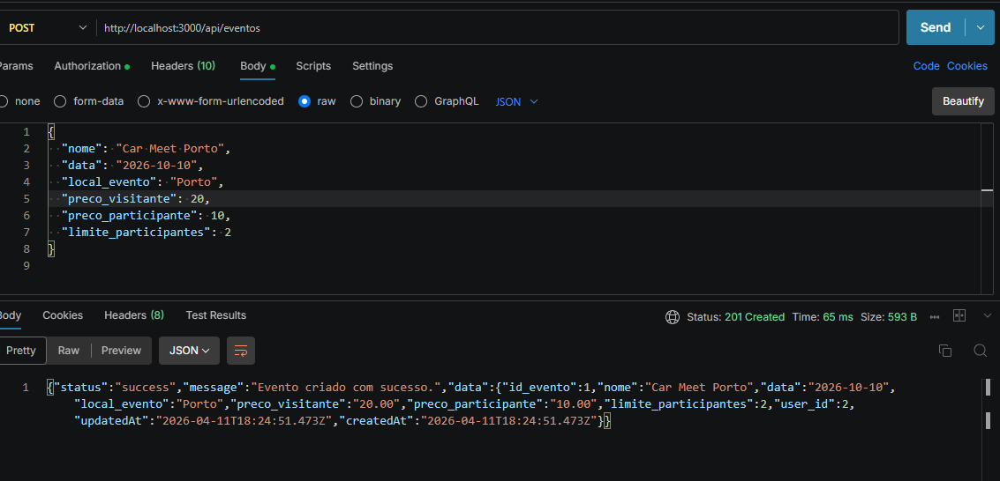 POST http://localhost:3000/api/eventos Send
Params Authorization Headers (10) Body Scripts Settings Code Cookies
none form-data x-www-form-urlencoded raw binary GraphQL JSON Beautify
1 {
2 "nome": "Car Meet Porto",
3 "data": "2026-10-10",
4 "local_evento": "Porto",
5 "preco_visitante": 20,
6 "preco_participante": 10,
7 "limite_participantes": 2
8 }
9
Body Cookies Headers (8) Test Results Status: 201 Created Time: 65 ms Size: 593 B
Pretty Raw Preview JSON
1 {"status":"success","message":"Evento criado com sucesso.","data":{"id_evento":1,"nome":"Car Meet Porto","data":"2026-10-10",
"local_evento":"Porto","preco_visitante":"20.00","preco_participante":"10.00","limite_participantes":2,"user_id":2,
"updatedAt":"2026-04-11T18:24:51.473Z","createdAt":"2026-04-11T18:24:51.473Z"}}